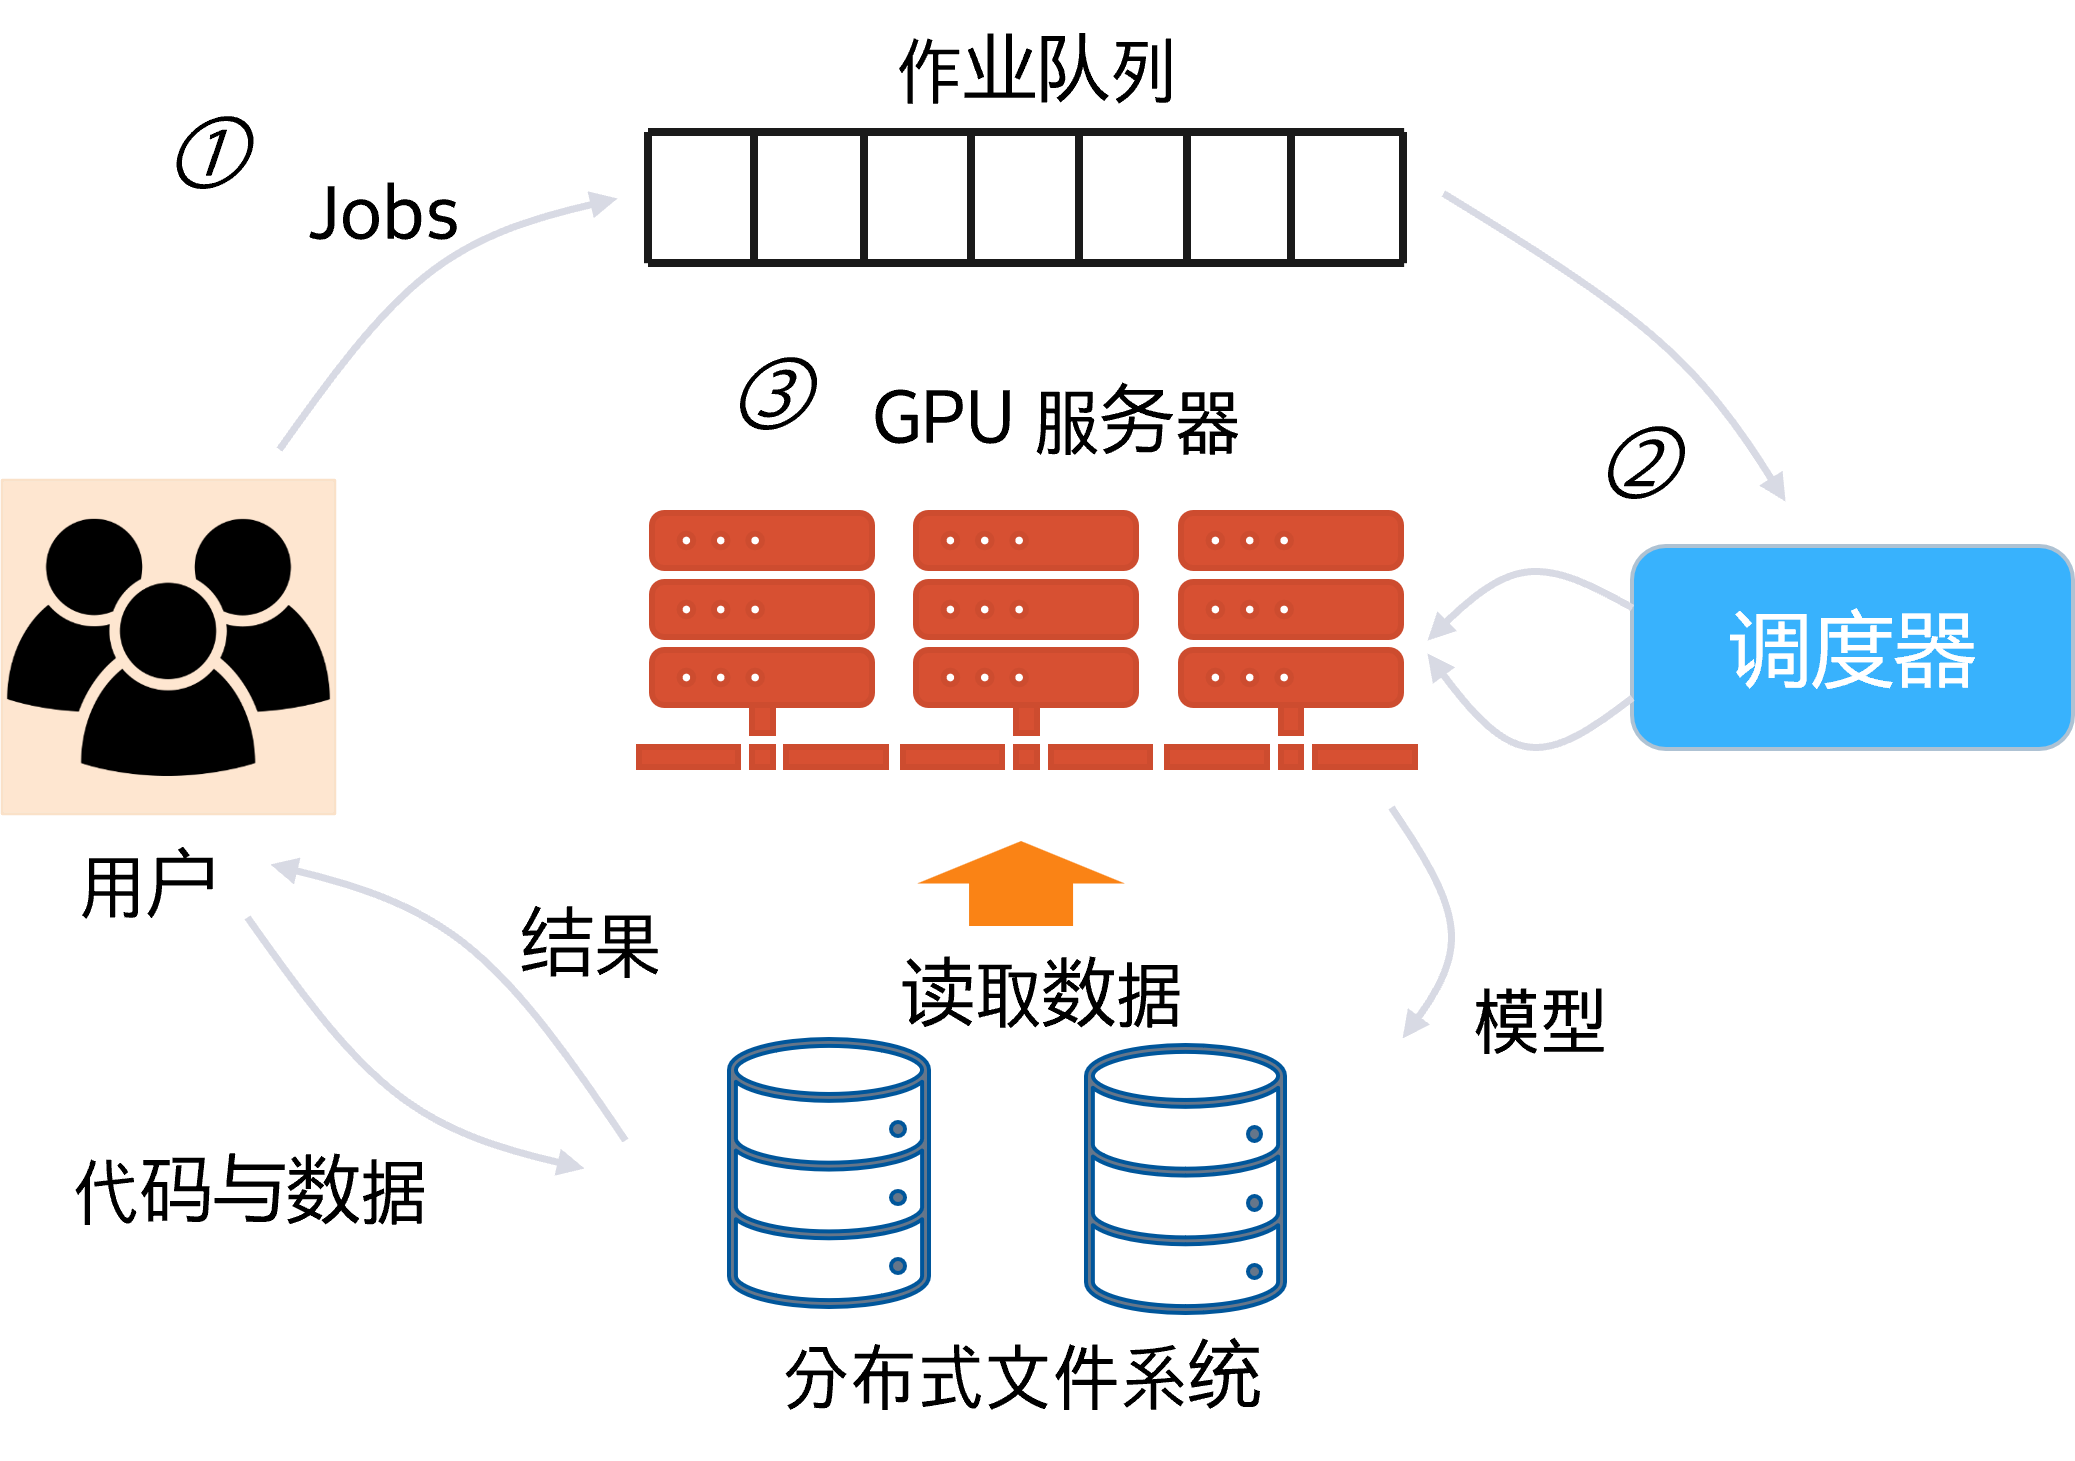 作业队列
①
Jobs
③
GPU 服务器
②
调度器
用户
结果
读取数据
模型
代码与数据
分布式文件系统